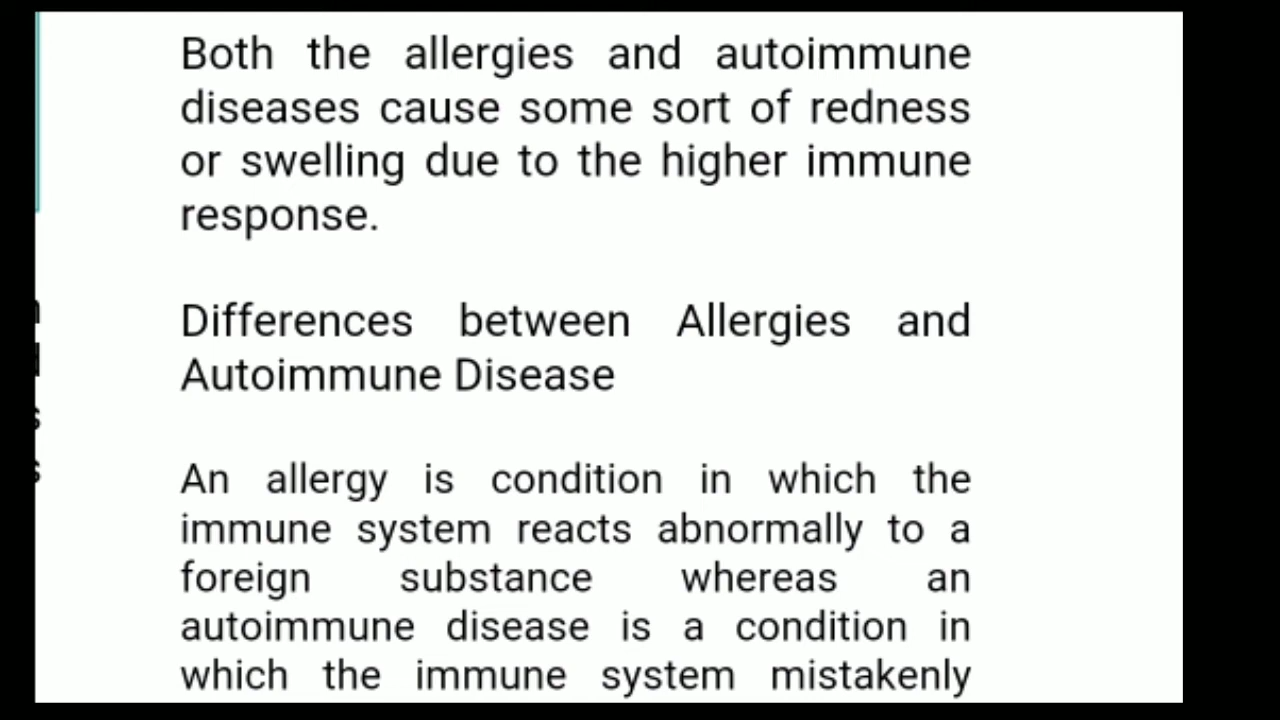 Both the allergies and autoimmune
diseases cause some sort of redness
or swelling due to the higher immune
response.
Differences between Allergies and
Autoimmune Disease
An allergy is condition in which the
immune system reacts abnormally to a
foreign substance whereas an
autoimmune disease is a condition in
which the immune system mistakenly